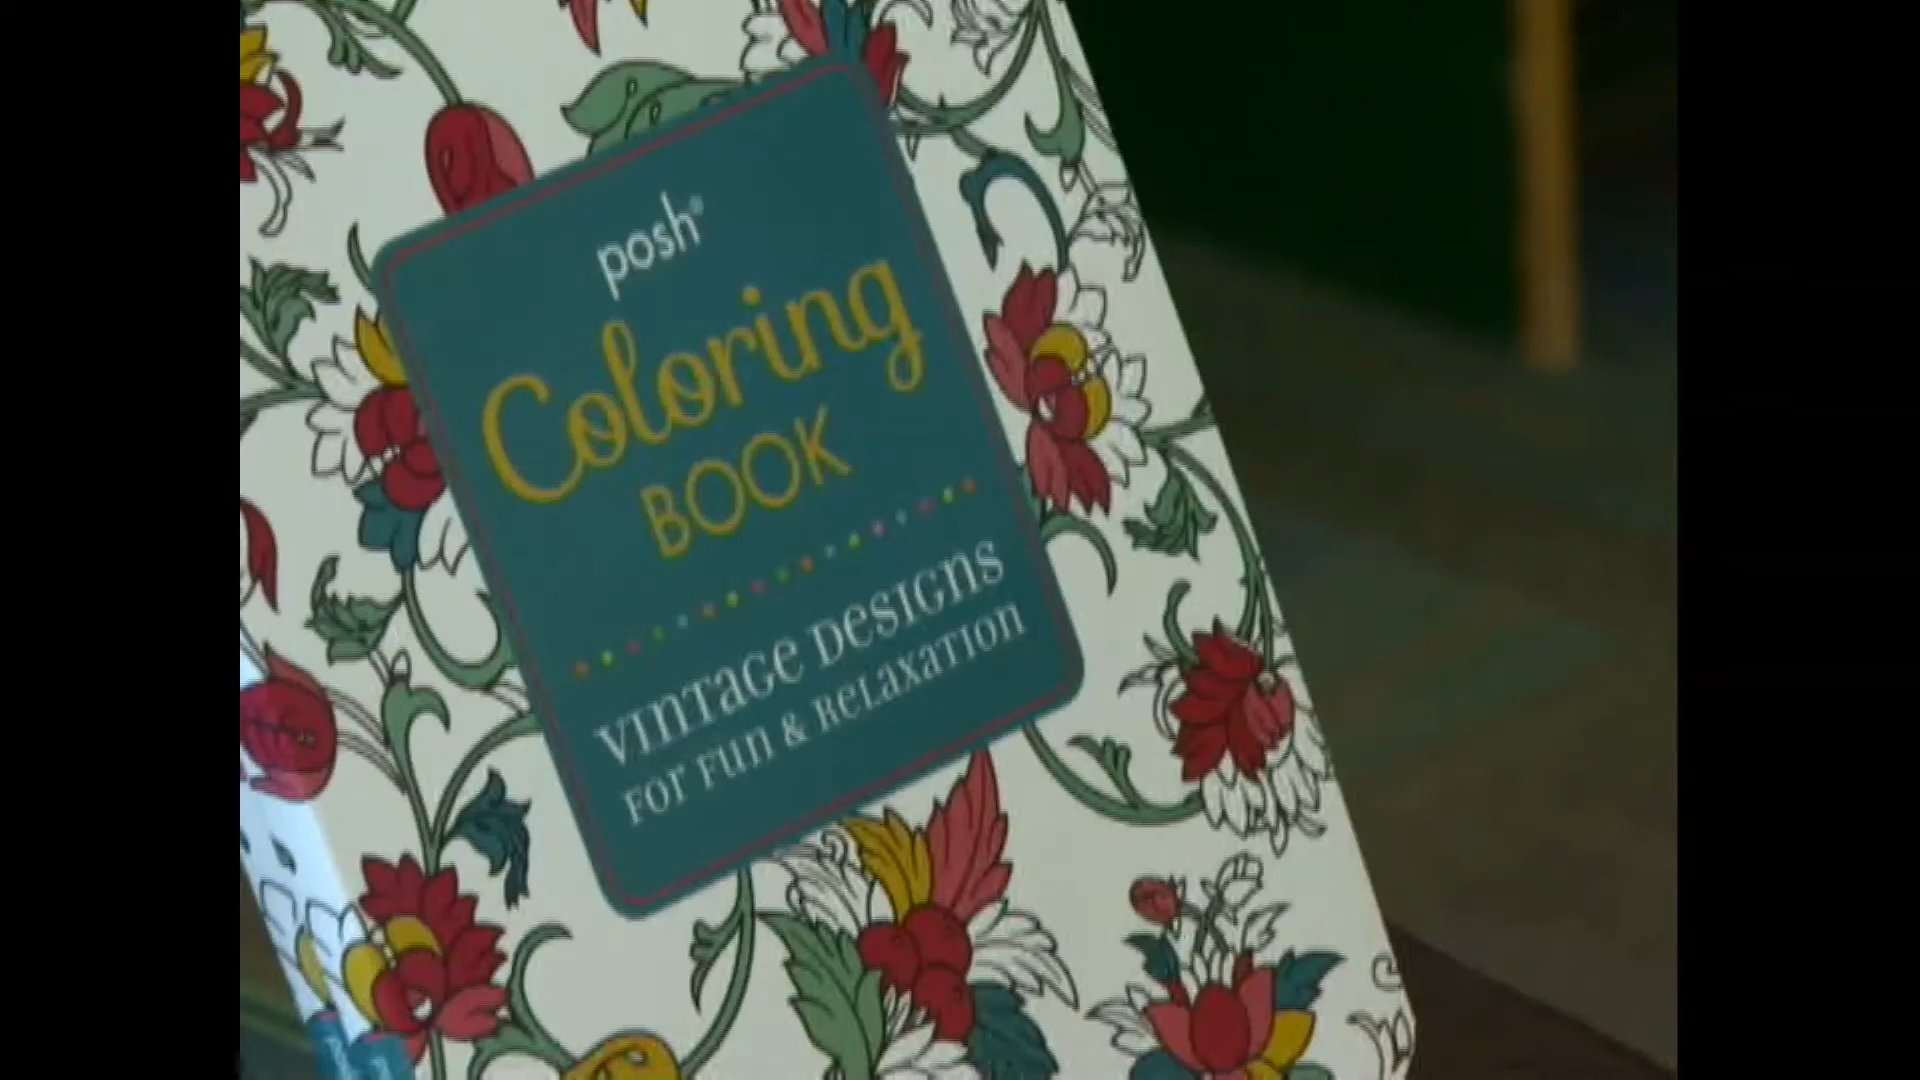 posh®
Coloring
BOOK
VINTAGE DESIGNS
FOR FUN & RELAXATION